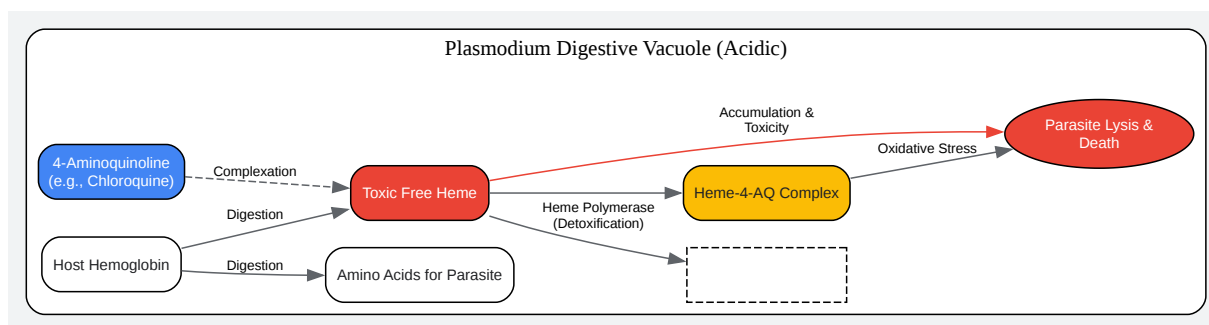 Plasmodium Digestive Vacuole (Acidic)
Accumulation &
Toxicity
Parasite Lysis &
Death
4-Aminoquinoline
(e.g., Chloroquine)
Complexation
Oxidative Stress
Toxic Free Heme
Heme-4-AQ Complex
Digestion
Heme Polymerase
(Detoxification)
Host Hemoglobin
Digestion
Amino Acids for Parasite